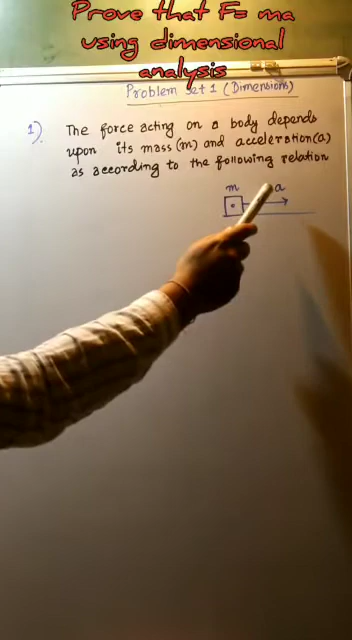 Prove that F= ma
using dimensional
analysis
Problem Set 1 (Dimensions)
1) The force acting on a body depends
upon its mass (m) and acceleration (a)
as according to the following relation
m a